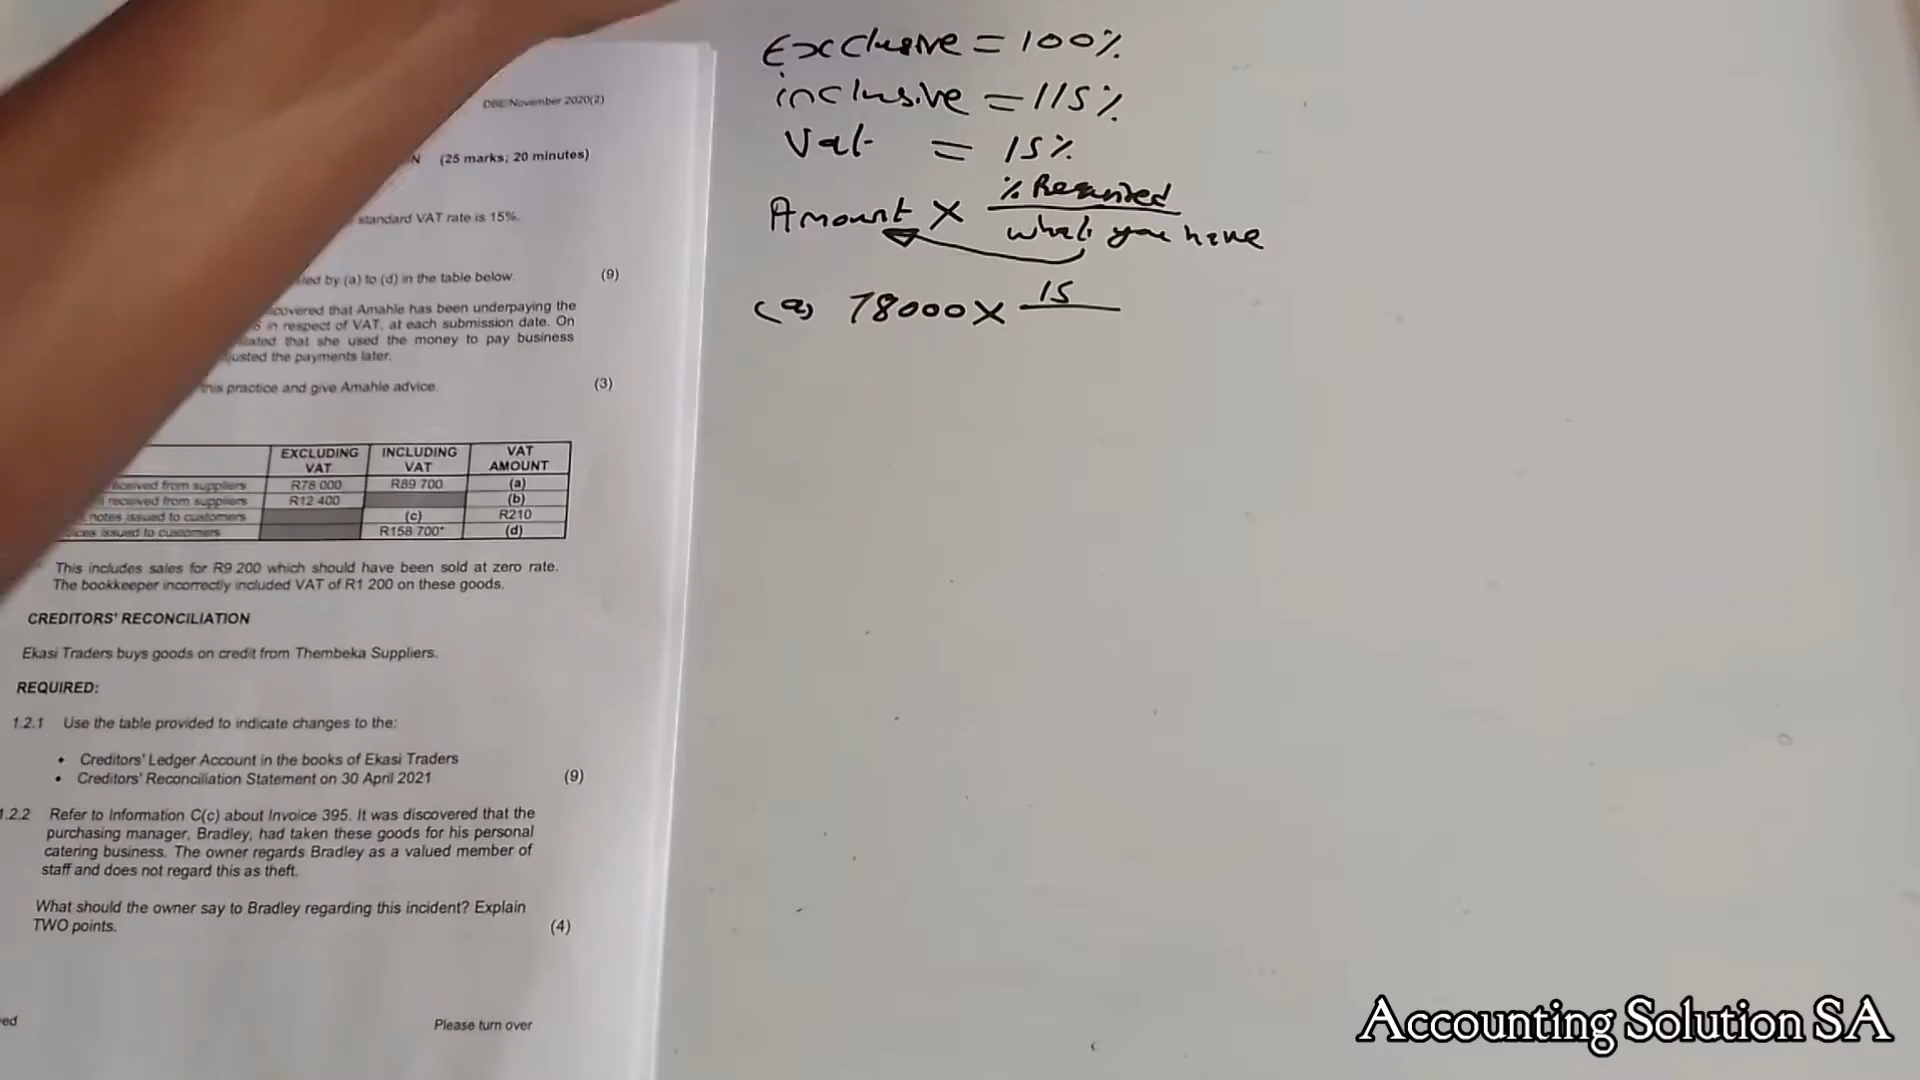 DBE/November 2020(2)
N (25 marks; 20 minutes)
standard VAT rate is 15%.
by (a) to (d) in the table below. (9)
covered that Amahle has been underpaying the
in respect of VAT, at each submission date. On
ated that she used the money to pay business
justed the payments later.
this practice and give Amahle advice. (3)
EXCLUDING VAT INCLUDING VAT VAT AMOUNT
received from suppliers R78 000 R89 700 (a)
received from suppliers R12 400 (b)
notes issued to customers (c) R210
ices issued to customers R158 700* (d)
This includes sales for R9 200 which should have been sold at zero rate.
The bookkeeper incorrectly included VAT of R1 200 on these goods.
CREDITORS' RECONCILIATION
Ekasi Traders buys goods on credit from Thembeka Suppliers.
REQUIRED:
1.2.1 Use the table provided to indicate changes to the:
• Creditors' Ledger Account in the books of Ekasi Traders
• Creditors' Reconciliation Statement on 30 April 2021 (9)
1.2.2 Refer to Information C(c) about Invoice 395. It was discovered that the
purchasing manager, Bradley, had taken these goods for his personal
catering business. The owner regards Bradley as a valued member of
staff and does not regard this as theft.
What should the owner say to Bradley regarding this incident? Explain
TWO points. (4)
Please turn over
Exclusive = 100%
inclusive = 115%
Vat = 15%
% Required
Amount ×
what you have
(a) 78000 × 15
Accounting Solution SA